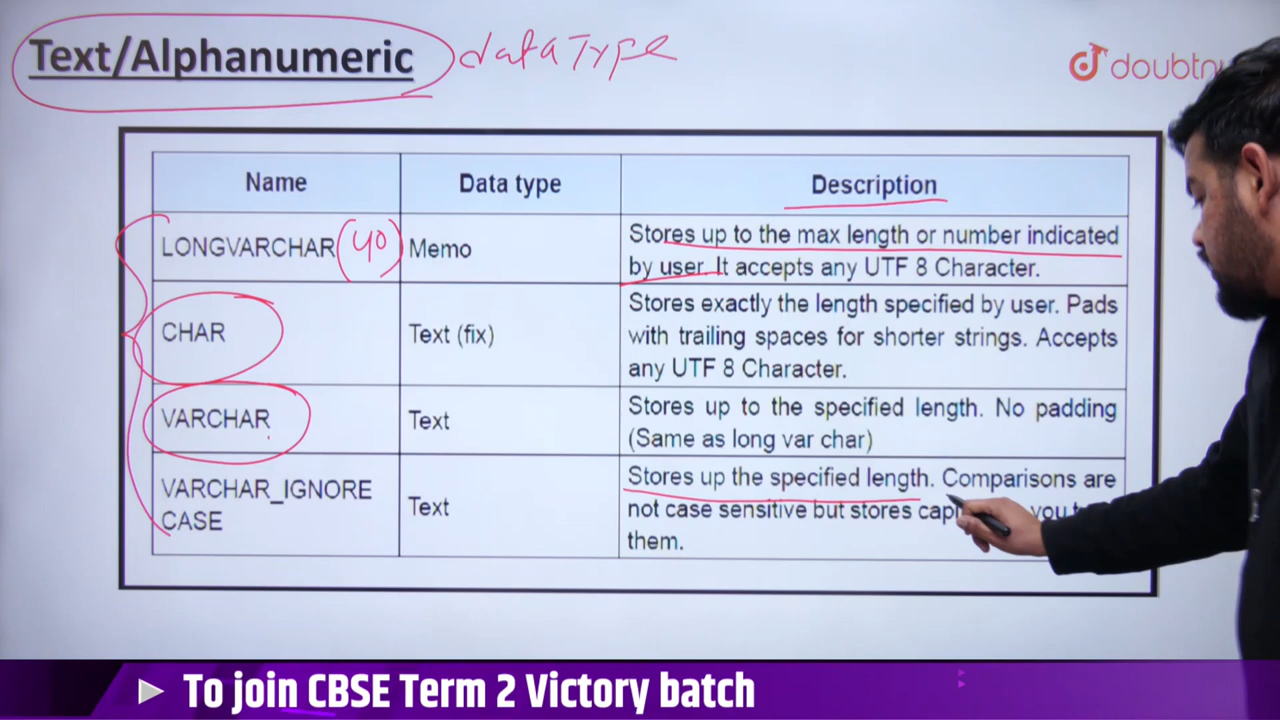 Text/Alphanumeric dataType
doubtnu
Name Data type Description
LONGVARCHAR (40) Memo Stores up to the max length or number indicated
by user. It accepts any UTF 8 Character.
CHAR Text (fix) Stores exactly the length specified by user. Pads
with trailing spaces for shorter strings. Accepts
any UTF 8 Character.
VARCHAR Text Stores up to the specified length. No padding
(Same as long var char)
VARCHAR_IGNORE
CASE Text Stores up the specified length. Comparisons are
not case sensitive but stores you
them.
To join CBSE Term 2 Victory batch